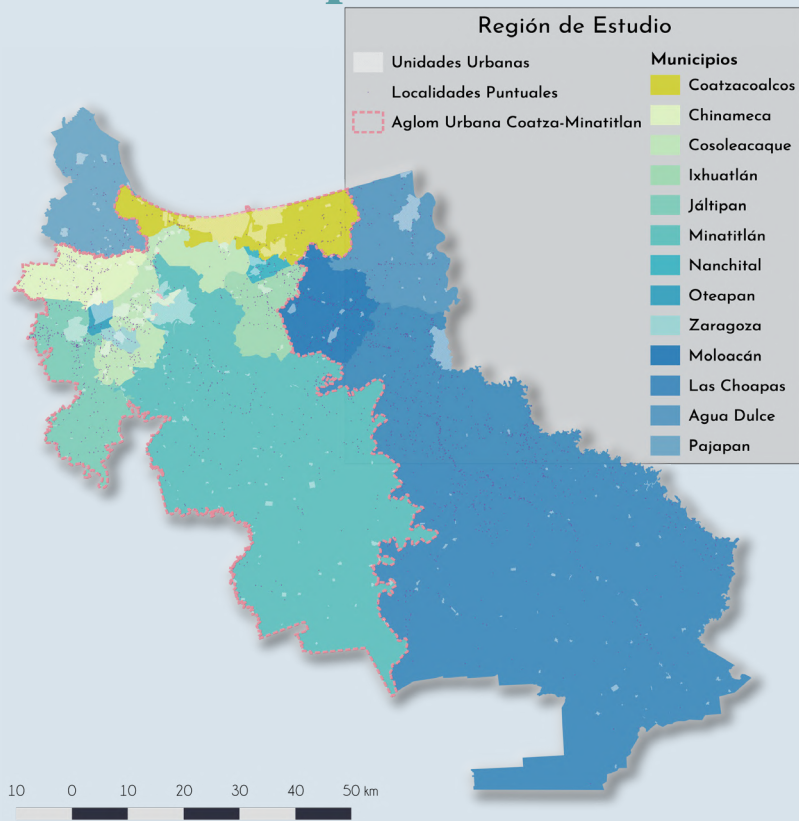 Región de Estudio
Unidades Urbanas
Localidades Puntuales
Aglom Urbana Coatza-Minatitlan
Municipios
Coatzacoalcos
Chinameca
Cosoleacaque
Ixhuatlán
Jáltipan
Minatitlán
Nanchital
Oteapan
Zaragoza
Moloacán
Las Choapas
Agua Dulce
Pajapan
10 0 10 20 30 40 50 km